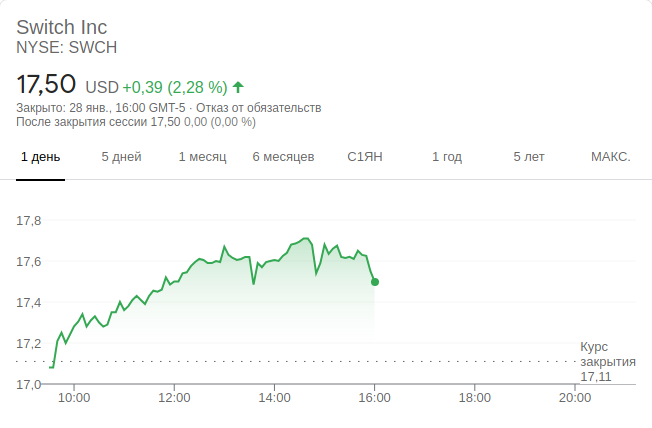 Switch Inc
NYSE: SWCH
17,50 USD +0,39 (2,28 %)
Закрыто: 28 янв., 16:00 GMT-5 · Отказ от обязательств
После закрытия сессии 17,50 0,00 (0,00 %)
1 день 5 дней 1 месяц 6 месяцев С1ЯН 1 год 5 лет МАКС.
17,8
17,6
17,4
17,2
Курс
закрытия
17,11
17,0
10:00 12:00 14:00 16:00 18:00 20:00